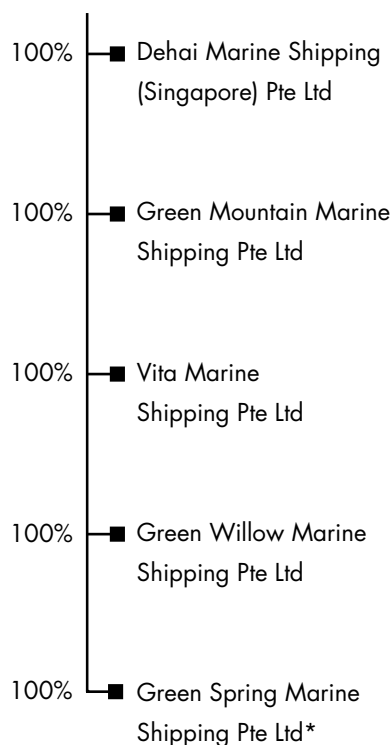 100% Dehai Marine Shipping
(Singapore) Pte Ltd
100% Green Mountain Marine
Shipping Pte Ltd
100% Vita Marine
Shipping Pte Ltd
100% Green Willow Marine
Shipping Pte Ltd
100% Green Spring Marine
Shipping Pte Ltd*